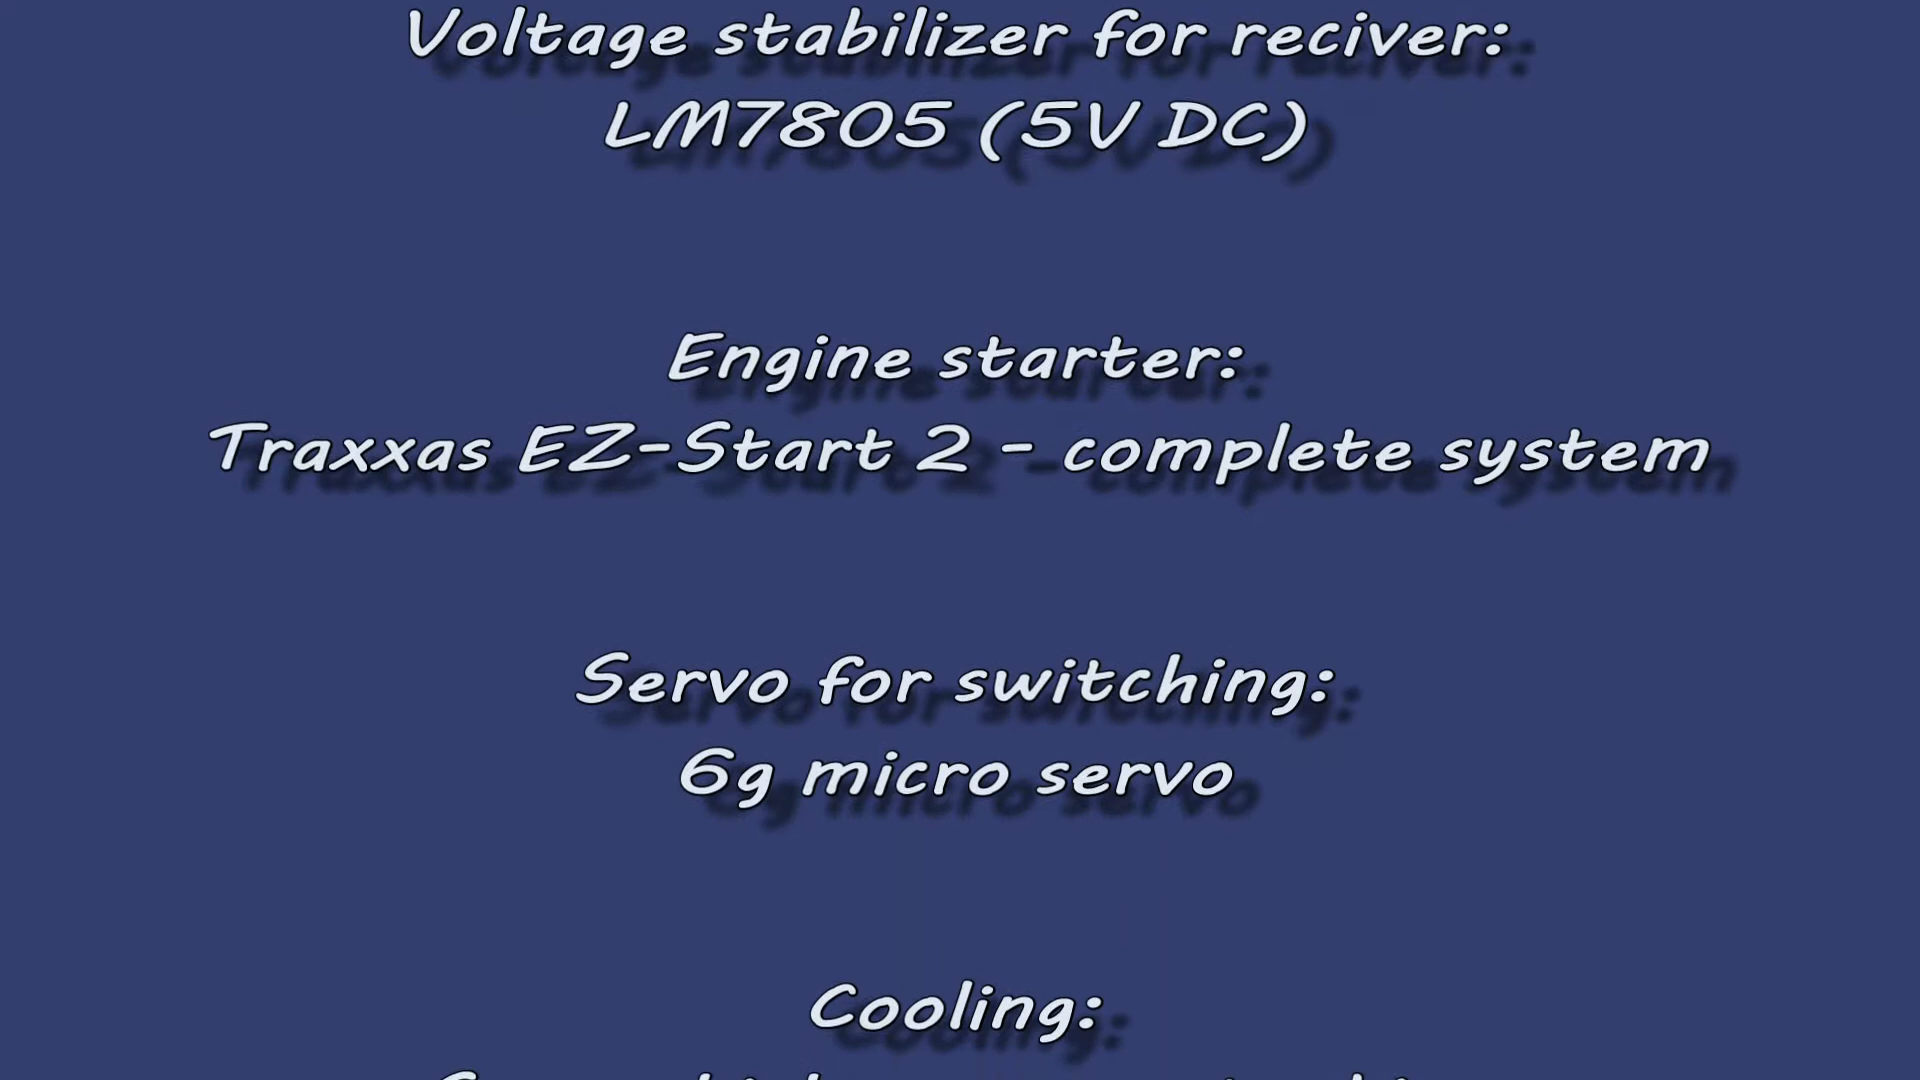 Voltage stabilizer for reciver:
LM7805 (5V DC)
Engine starter:
Traxxas EZ-Start 2 - complete system
Servo for switching:
6g micro servo
Cooling: